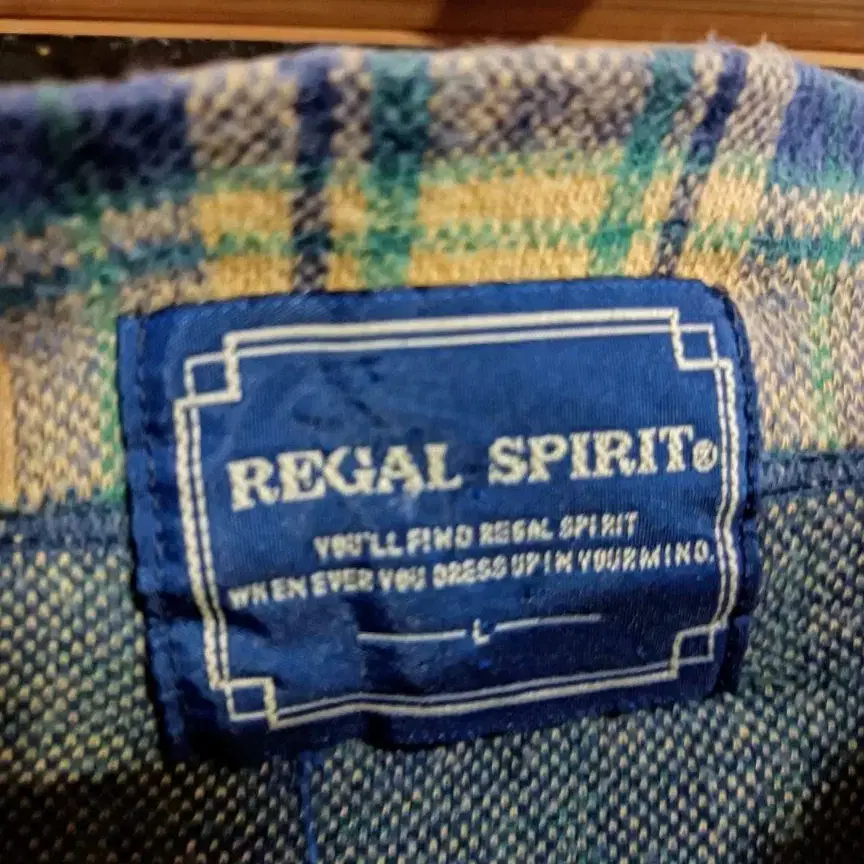 REGAL SPIRIT®
YOU'LL FIND REGAL SPIRIT
WHEN EVER YOU DRESS UP IN YOUR MIND.
L